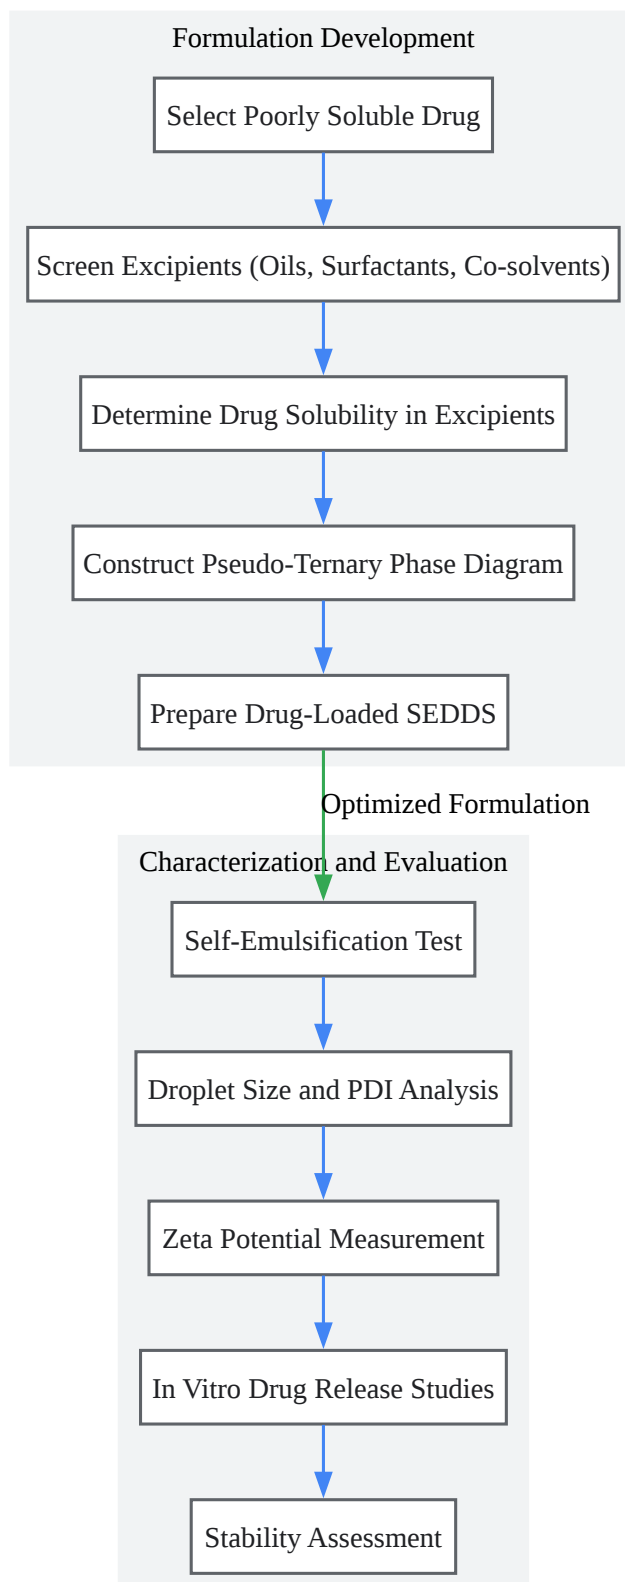 Formulation Development
Select Poorly Soluble Drug
Screen Excipients (Oils, Surfactants, Co-solvents)
Determine Drug Solubility in Excipients
Construct Pseudo-Ternary Phase Diagram
Prepare Drug-Loaded SEDDS
Optimized Formulation
Characterization and Evaluation
Self-Emulsification Test
Droplet Size and PDI Analysis
Zeta Potential Measurement
In Vitro Drug Release Studies
Stability Assessment